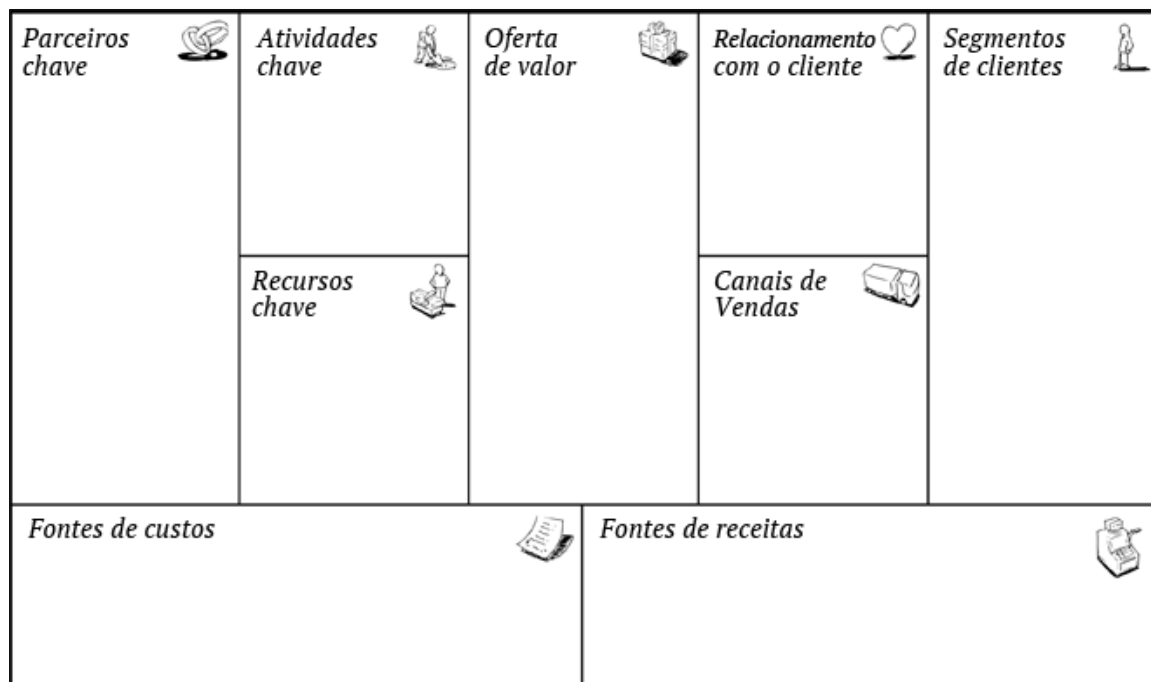 Parceiros
chave
Atividades
chave
Oferta
de valor
Relacionamento
com o cliente
Segmentos
de clientes
Recursos
chave
Canais de
Vendas
Fontes de custos
Fontes de receitas